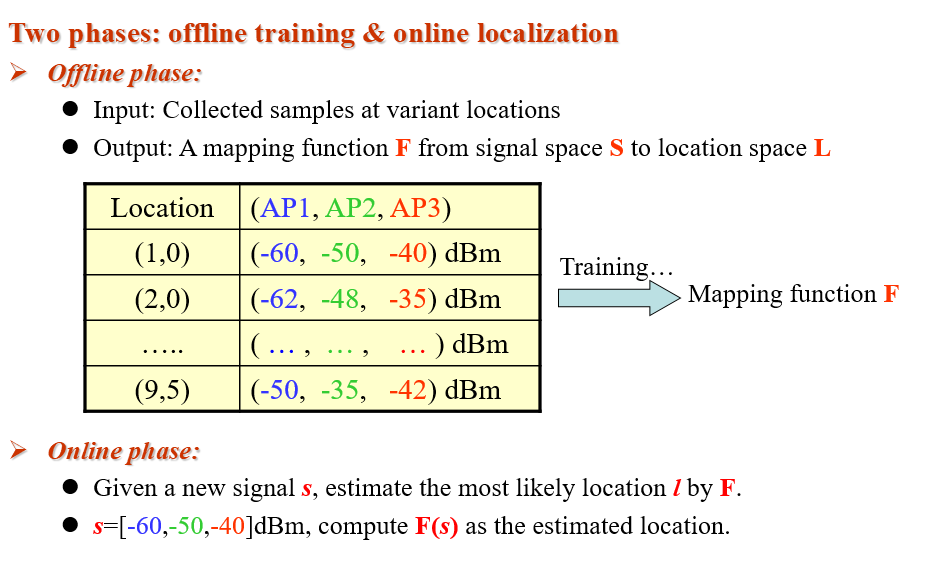 Two phases: offline training & online localization
➢ Offline phase:
● Input: Collected samples at variant locations
● Output: A mapping function F from signal space S to location space L
Location (AP1, AP2, AP3)
(1,0) (-60, -50, -40) dBm
(2,0) (-62, -48, -35) dBm
….. ( … , … , … ) dBm
(9,5) (-50, -35, -42) dBm
Training…
Mapping function F
➢ Online phase:
● Given a new signal s, estimate the most likely location l by F.
● s=[-60,-50,-40]dBm, compute F(s) as the estimated location.